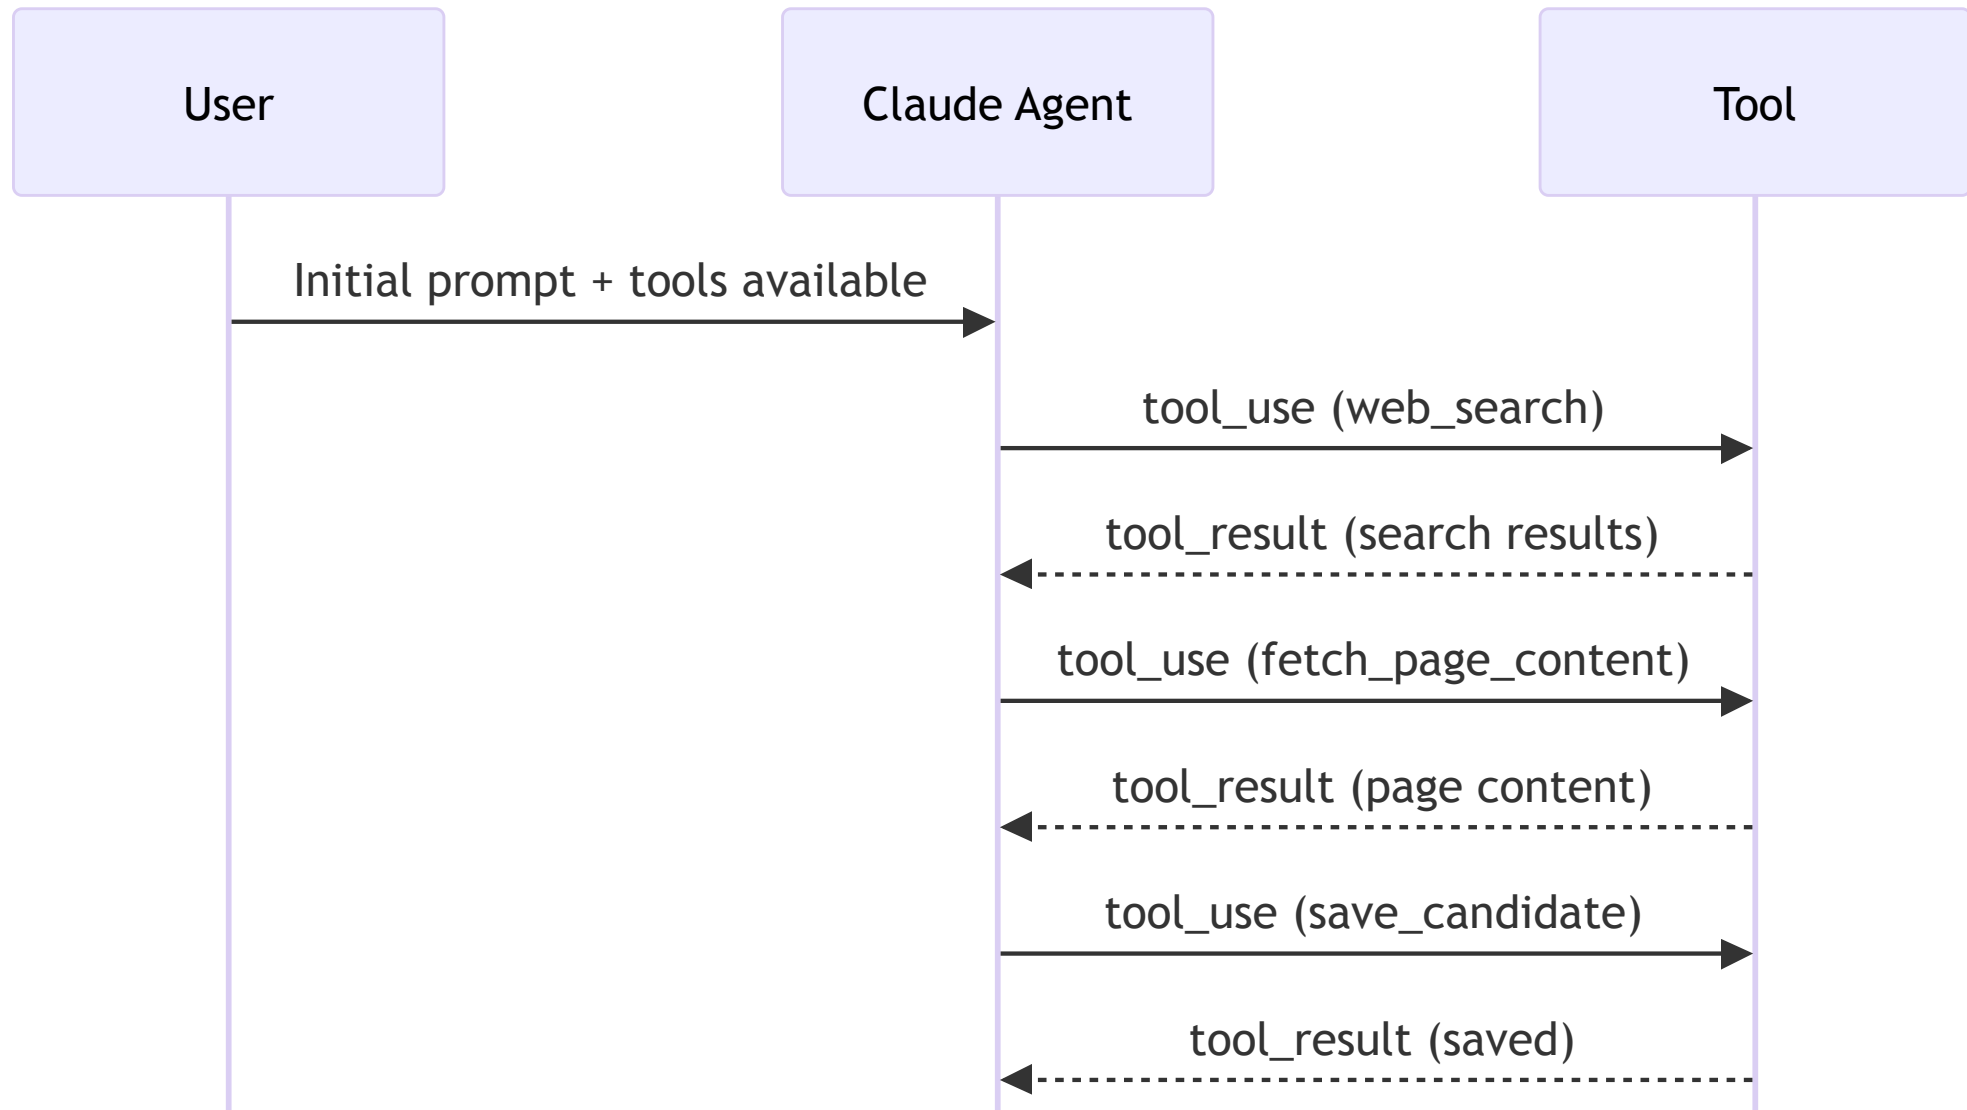 User
Claude Agent
Tool
Initial prompt + tools available
tool_use (web_search)
tool_result (search results)
tool_use (fetch_page_content)
tool_result (page content)
tool_use (save_candidate)
tool_result (saved)